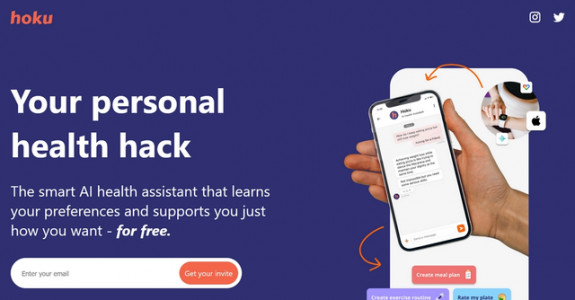 hoku
Your personal
health hack
The smart AI health assistant that learns
your preferences and supports you just
how you want - for free.
Enter your email
Get your invite
Hoku
Create meal plan
Create exercise routine
Rate my plate